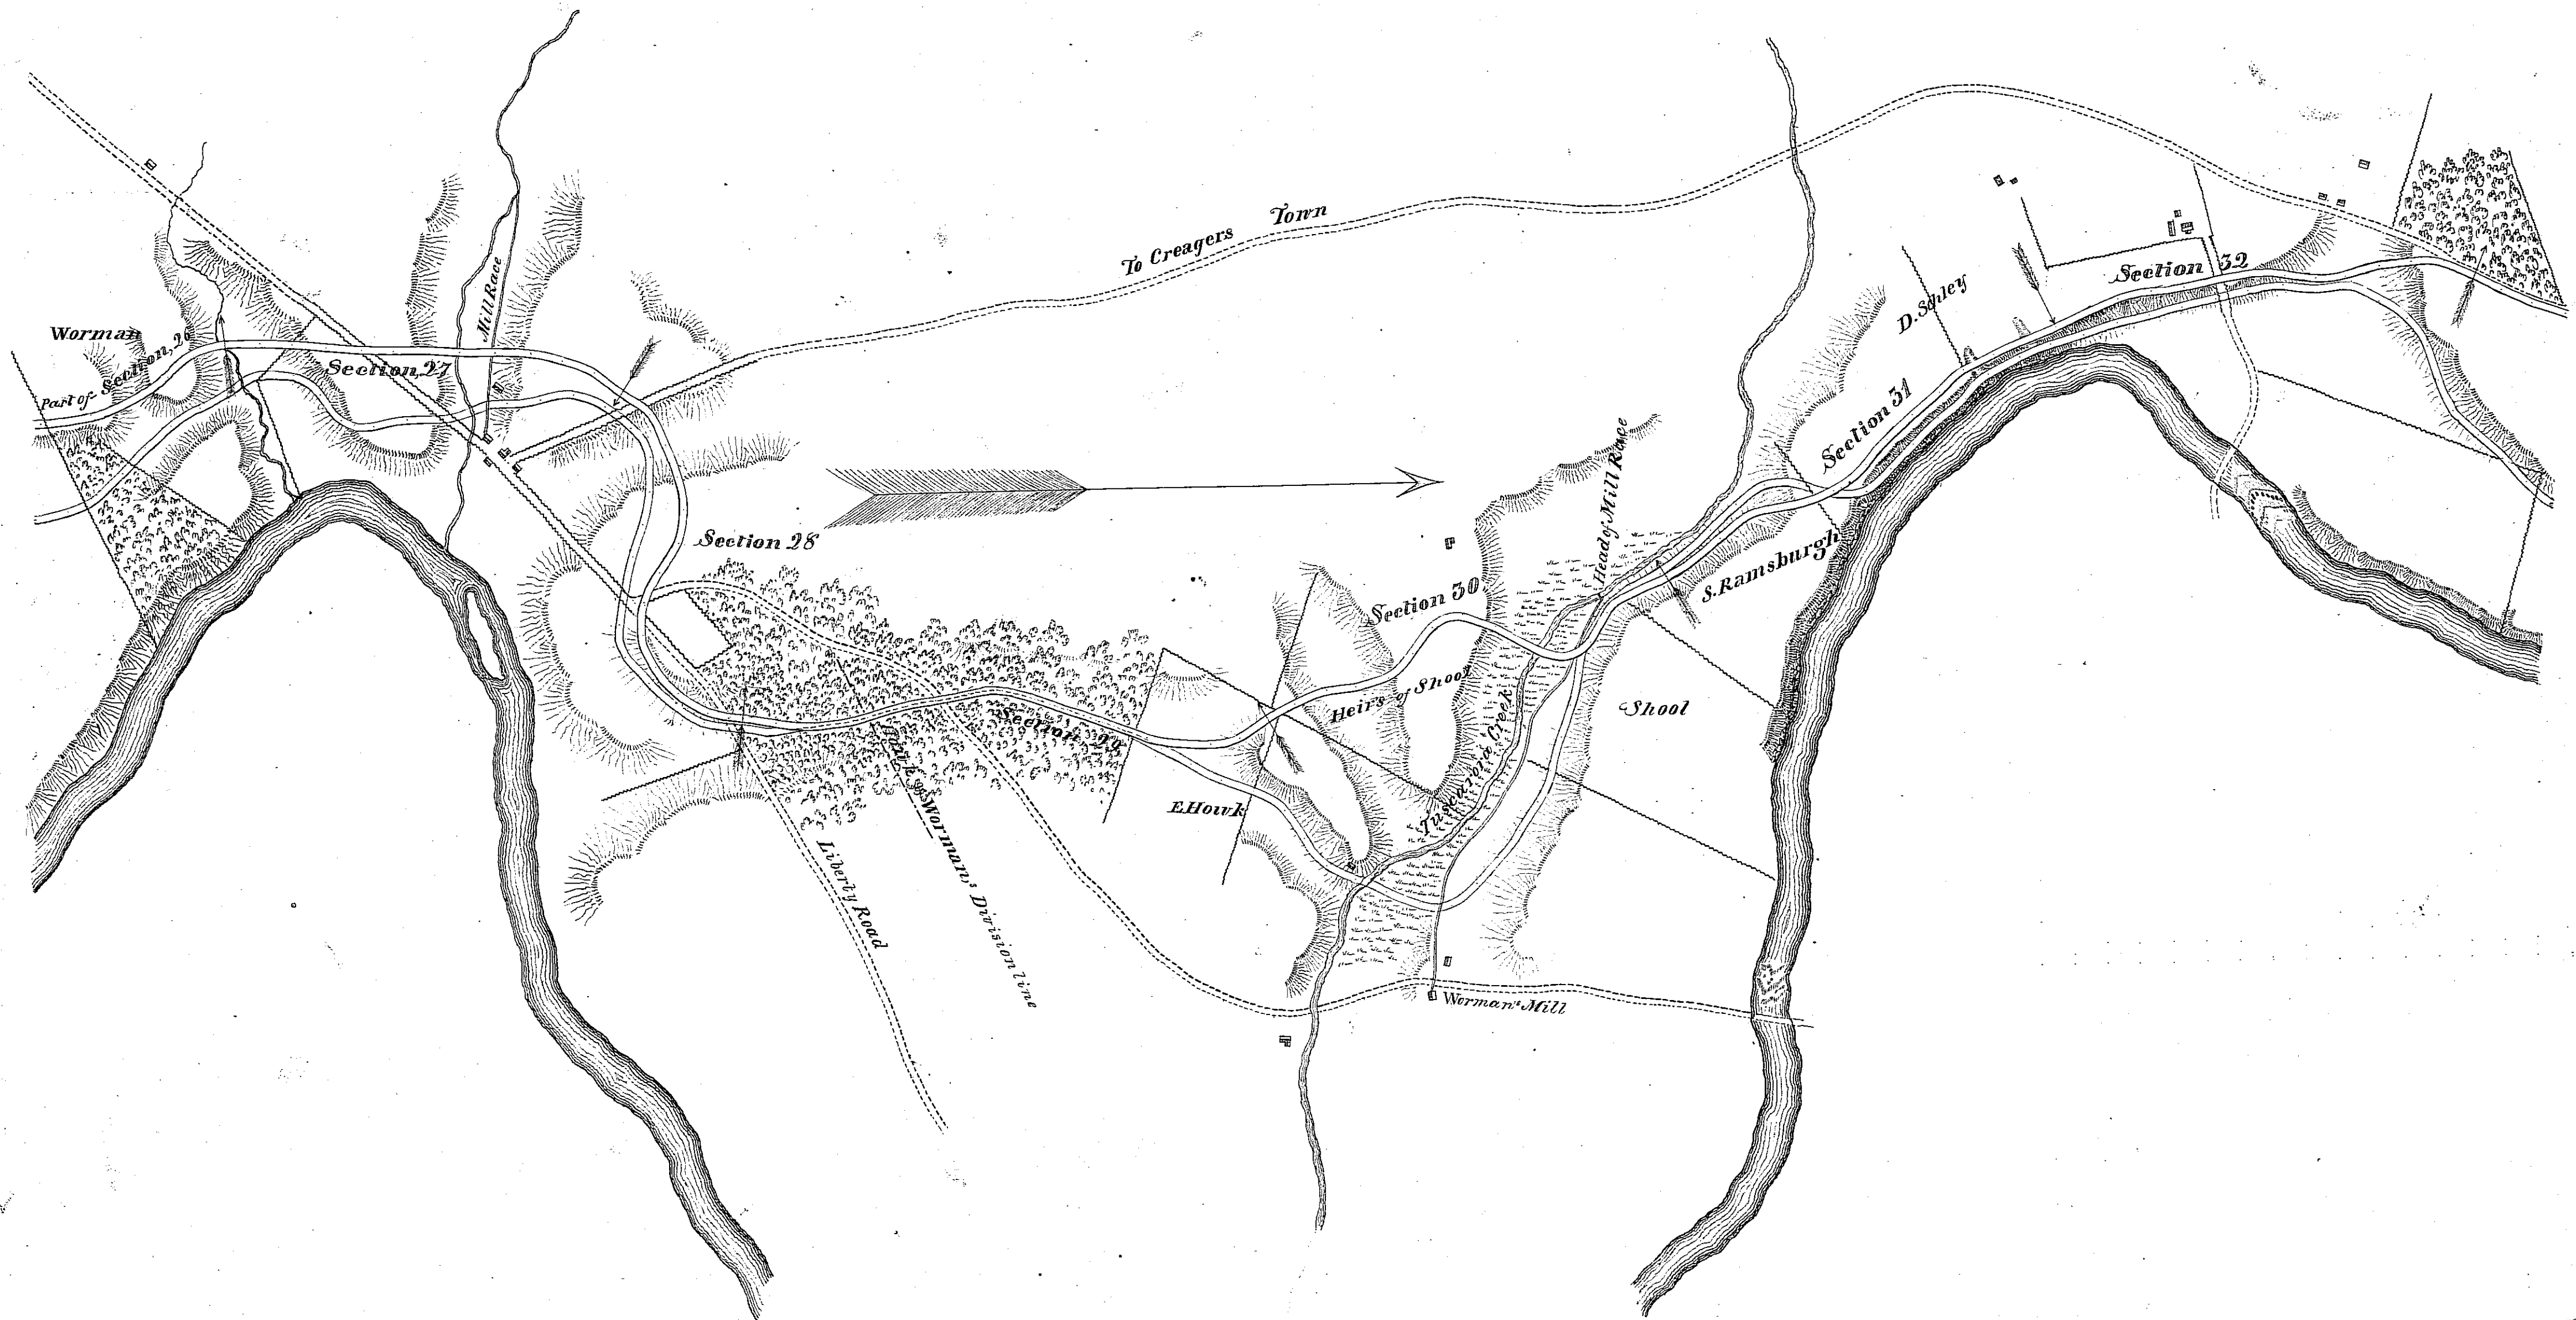 Worman
Part of Section, 26
Section, 27
Mill Race
To Creagers Town
Section 28
Section 29
Worman,s Division line
Liberty Road
E. Howk
Section 30
Heirs of Shool
Tuscarora Creek
Head of Mill Race
Shool
S. Ramsburgh
Worman,s Mill
Section 31
D. Schley
Section 32